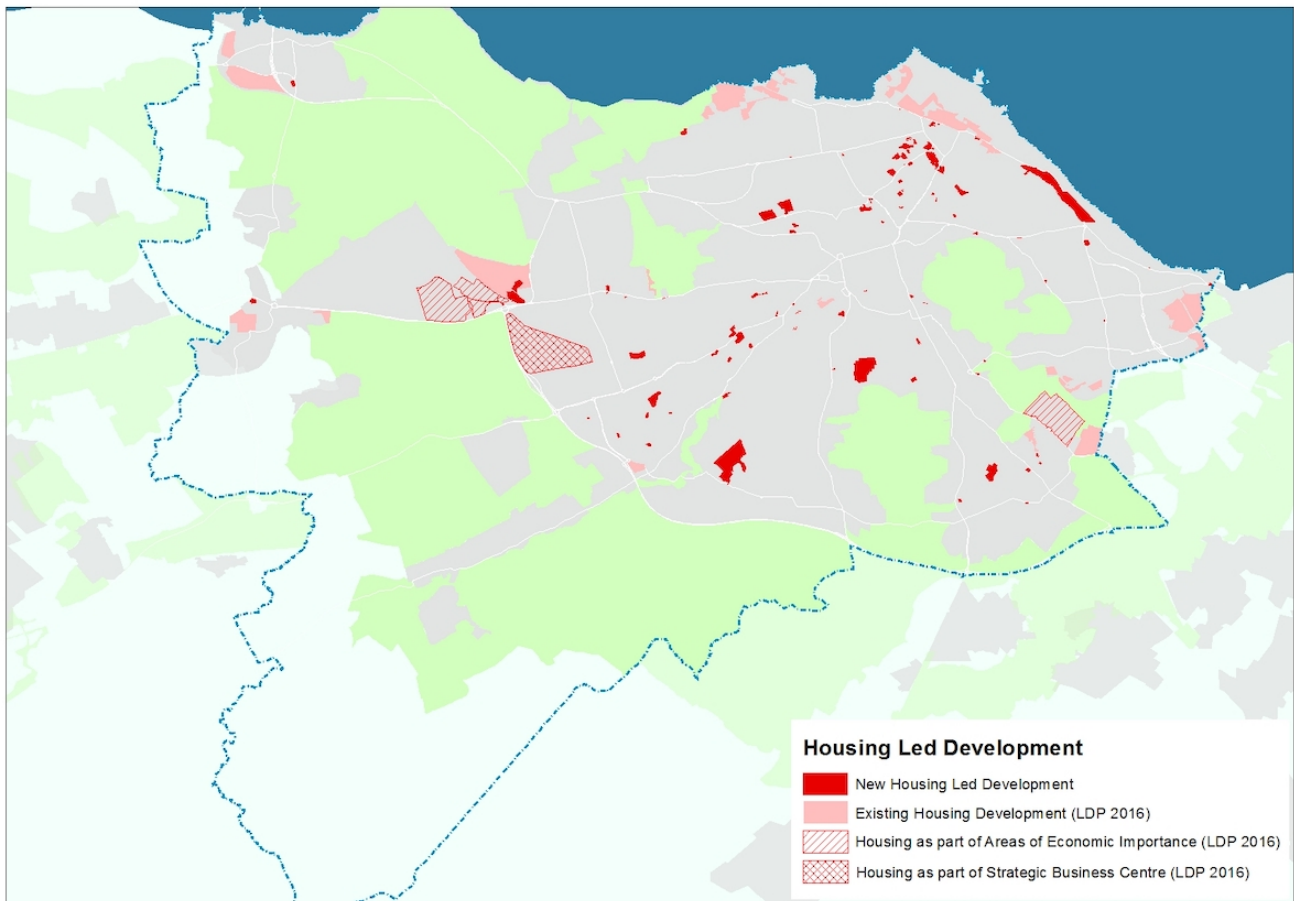 Housing Led Development
New Housing Led Development
Existing Housing Development (LDP 2016)
Housing as part of Areas of Economic Importance (LDP 2016)
Housing as part of Strategic Business Centre (LDP 2016)